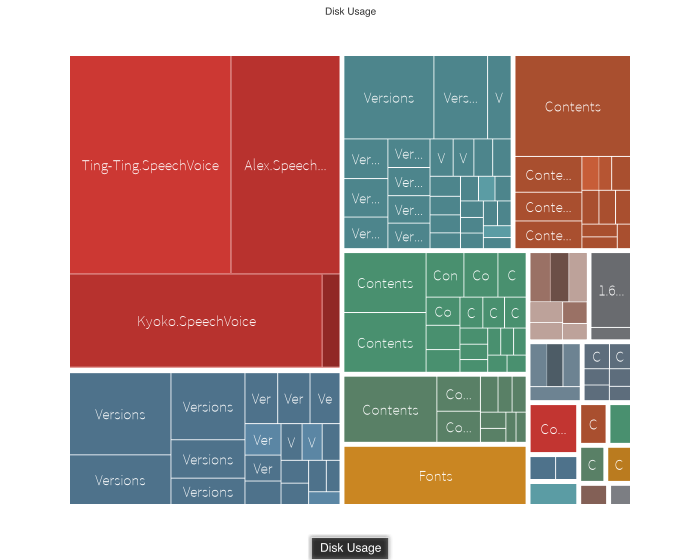 Disk Usage
Ting-Ting.SpeechVoice
Alex.Speech...
Kyoko.SpeechVoice
Versions
Vers...
V
Ver...
Ver...
V
V
Ver...
Ver...
Ver...
Ver...
Ver...
Contents
Conte...
Conte...
Conte...
Contents
Con
Co
C
Co
C
C
C
Contents
1.6...
C
C
Versions
Versions
Ver
Ver
Ve
Ver
V
V
Versions
Ver
Versions
Versions
Contents
Co...
Co...
Fonts
Co...
C
C
C
Disk Usage